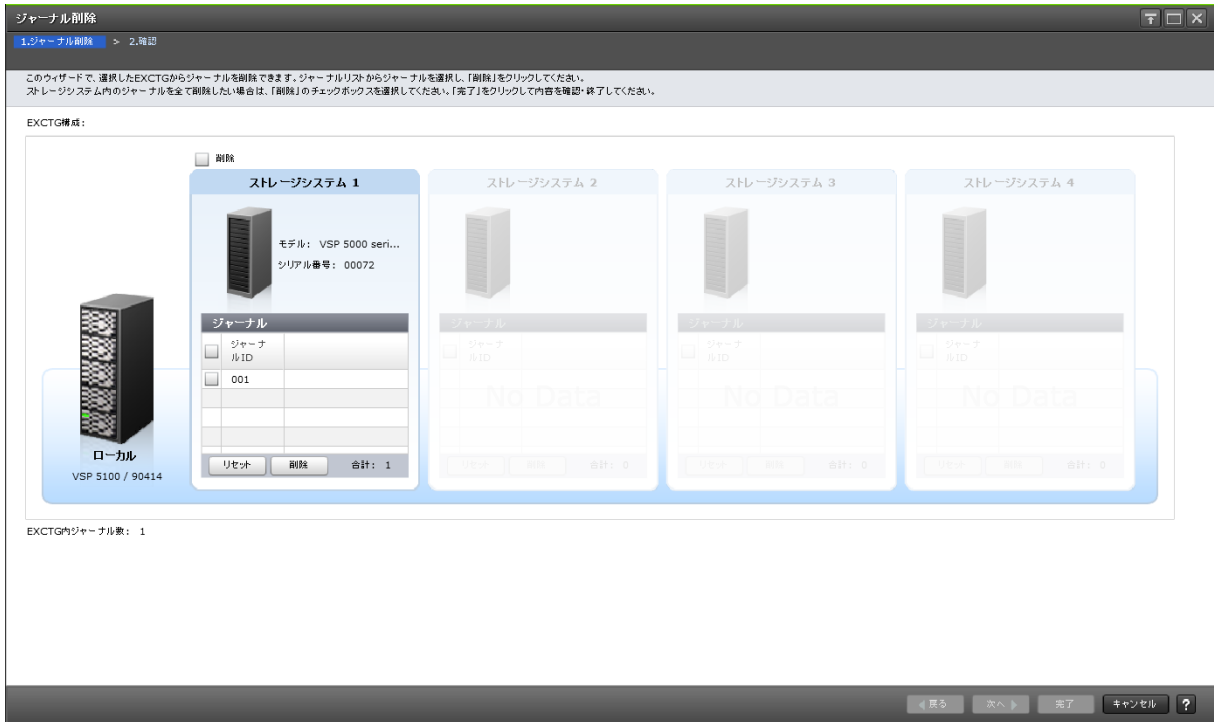 ジャーナル削除
1.ジャーナル削除 > 2.確認
このウィザードで、選択したEXCTGからジャーナルを削除できます。ジャーナルリストからジャーナルを選択し、「削除」をクリックしてください。
ストレージシステム内のジャーナルを全て削除したい場合は、「削除」のチェックボックスを選択してください。「完了」をクリックして内容を確認・終了してください。
EXCTG構成:
削除
ストレージシステム 1
モデル: VSP 5000 seri...
シリアル番号: 00072
ジャーナル
ジャーナ
ルID
001
リセット 削除 合計: 1
ストレージシステム 2
ジャーナル
ジャーナ
ルID
No Data
リセット 削除 合計: 0
ストレージシステム 3
ジャーナル
ジャーナ
ルID
No Data
リセット 削除 合計: 0
ストレージシステム 4
ジャーナル
ジャーナ
ルID
No Data
リセット 削除 合計: 0
ローカル
VSP 5100 / 90414
EXCTG内ジャーナル数: 1
戻る 次へ 完了 キャンセル ?